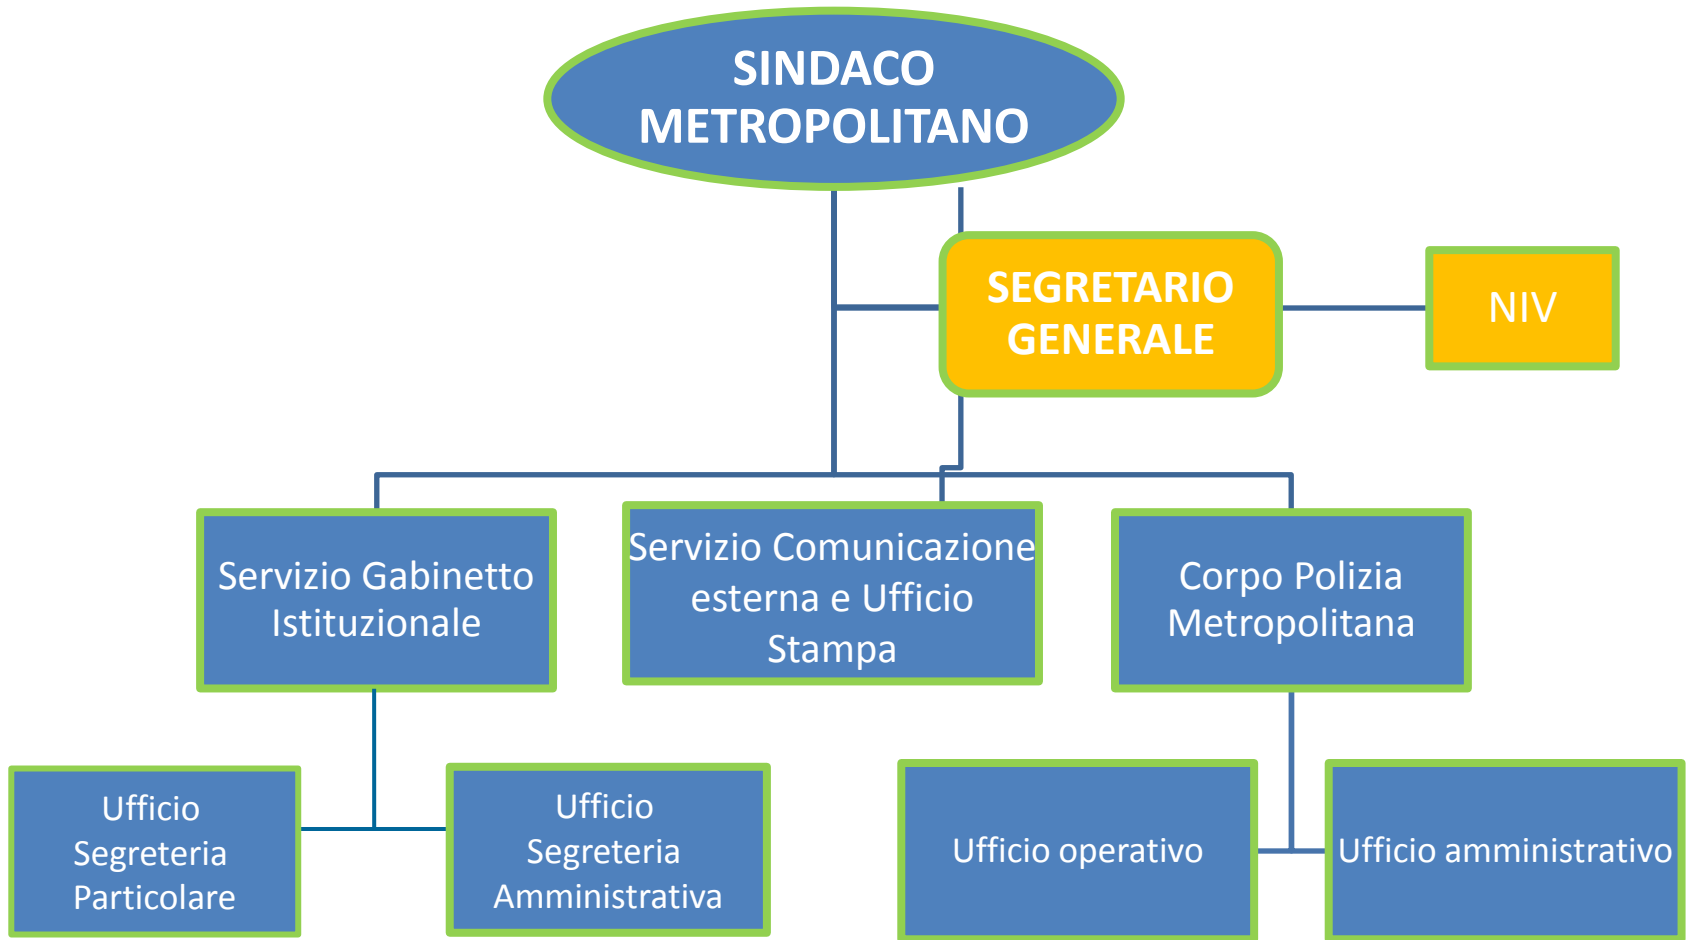 SINDACO
METROPOLITANO
SEGRETARIO
GENERALE
NIV
Servizio Gabinetto
Istituzionale
Servizio Comunicazione
esterna e Ufficio
Stampa
Corpo Polizia
Metropolitana
Ufficio
Segreteria
Particolare
Ufficio
Segreteria
Amministrativa
Ufficio operativo
Ufficio amministrativo